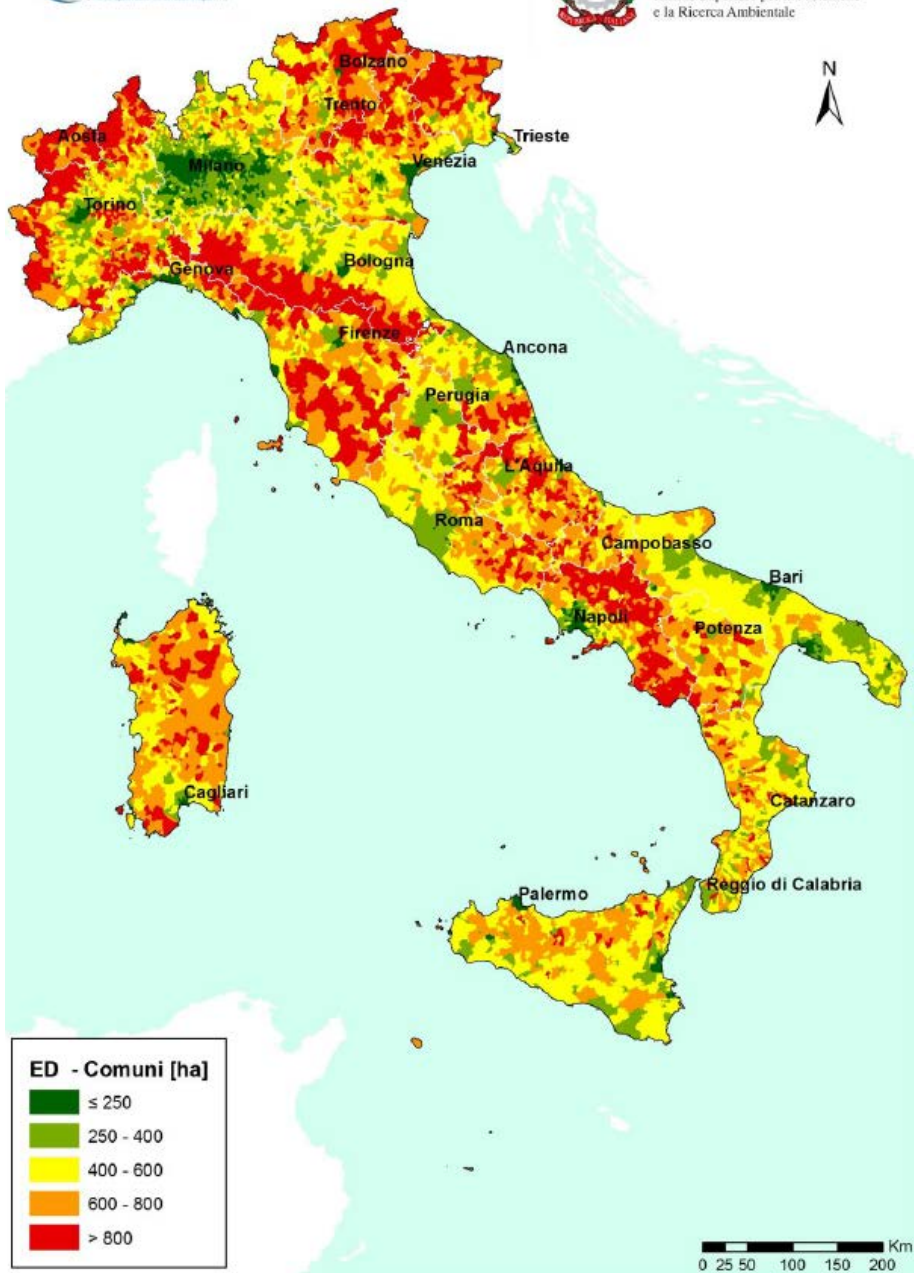 e la Ricerca Ambientale
REPUBBLICA ITALIANA
N
Bolzano
Trento
Aosta
Trieste
Milano
Venezia
Torino
Genova
Bologna
Firenze
Ancona
Perugia
L'Aquila
Roma
Campobasso
Bari
Napoli
Potenza
Cagliari
Catanzaro
Reggio di Calabria
Palermo
ED - Comuni [ha]
≤ 250
250 - 400
400 - 600
600 - 800
> 800
Km
0 25 50 100 150 200